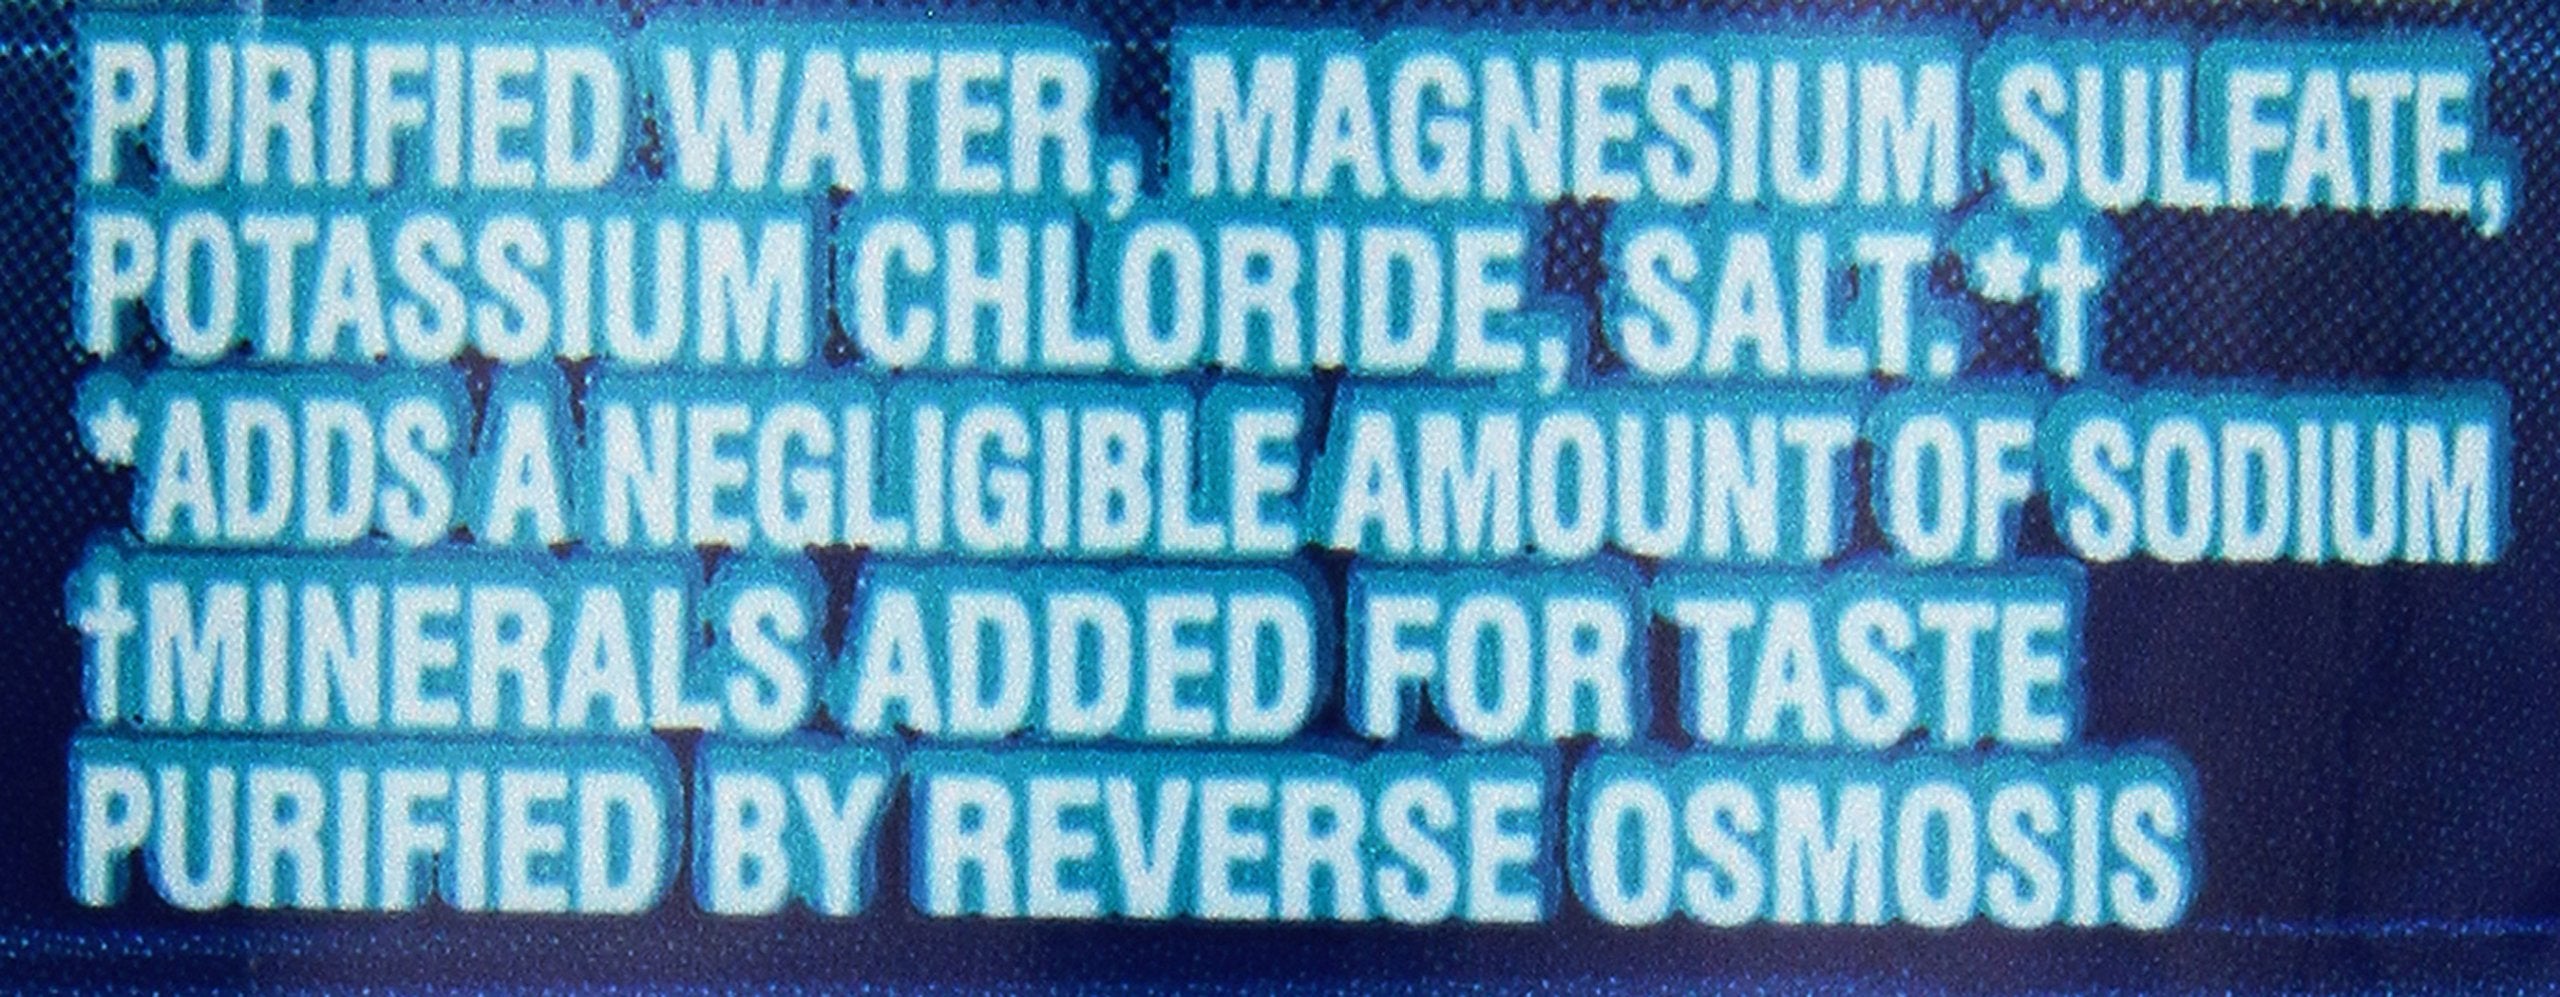 PURIFIED WATER, MAGNESIUM SULFATE,
POTASSIUM CHLORIDE, SALT.*†
*ADDS A NEGLIGIBLE AMOUNT OF SODIUM
†MINERALS ADDED FOR TASTE
PURIFIED BY REVERSE OSMOSIS